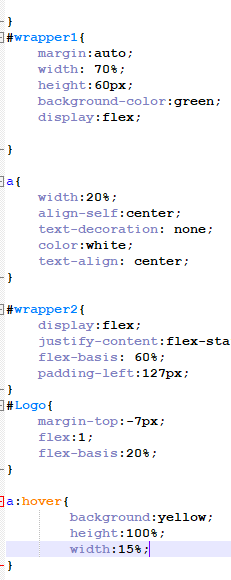 }
#wrapper1{
margin:auto;
width: 70%;
height:60px;
background-color:green;
display:flex;
}
a{
width:20%;
align-self:center;
text-decoration: none;
color:white;
text-align: center;
}
#wrapper2{
display:flex;
justify-content:flex-sta
flex-basis: 60%;
padding-left:127px;
}
#Logo{
margin-top:-7px;
flex:1;
flex-basis:20%;
}
a:hover{
background:yellow;
height:100%;
width:15%;
}